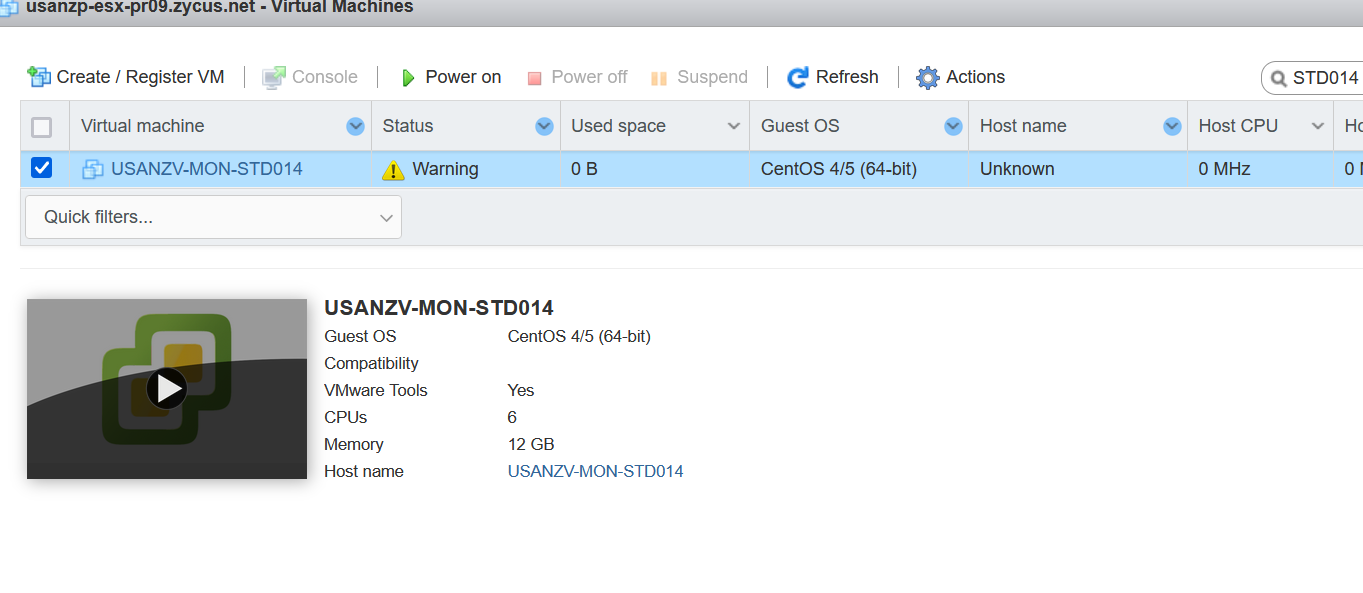 usanzp-esx-pr09.zycus.net - Virtual Machines
Create / Register VM Console Power on Power off Suspend Refresh Actions STD014
Virtual machine Status Used space Guest OS Host name Host CPU
USANZV-MON-STD014 Warning 0 B CentOS 4/5 (64-bit) Unknown 0 MHz 0
Quick filters...
USANZV-MON-STD014
Guest OS CentOS 4/5 (64-bit)
Compatibility
VMware Tools Yes
CPUs 6
Memory 12 GB
Host name USANZV-MON-STD014